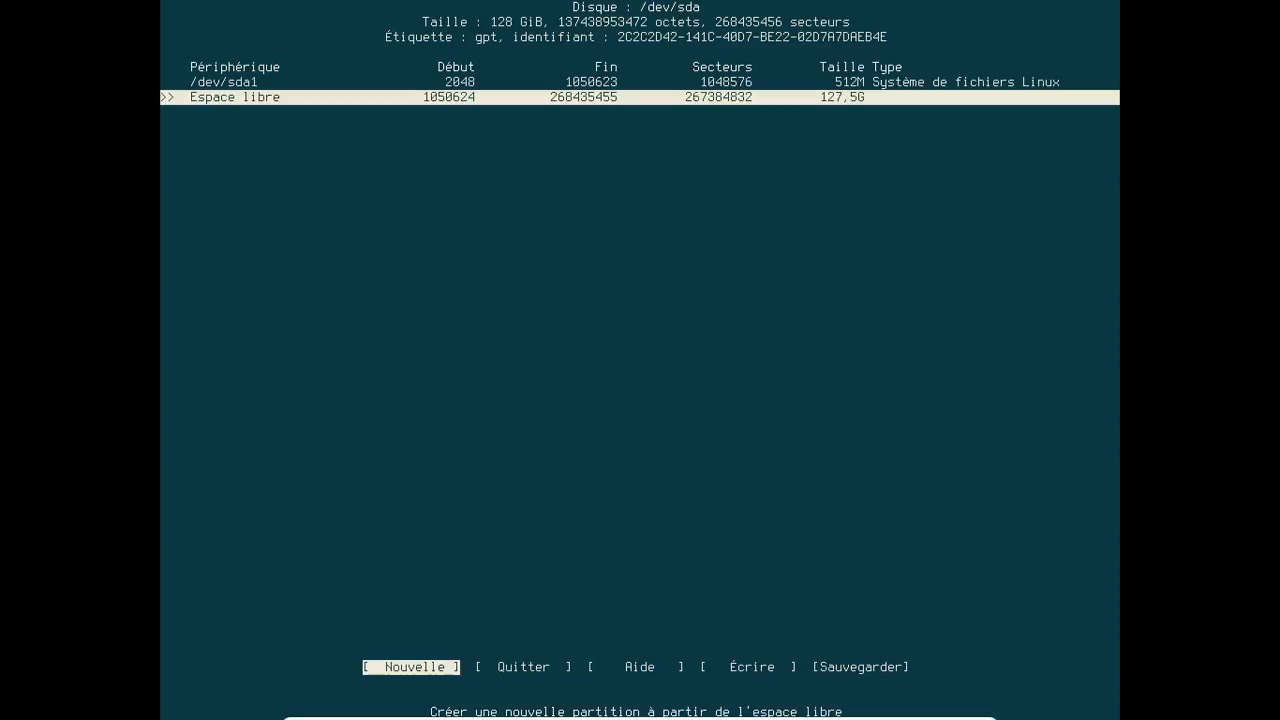 Disque : /dev/sda
Taille : 128 GiB, 137438953472 octets, 268435456 secteurs
Étiquette : gpt, identifiant : 2C2C2D42-141C-40D7-BE22-02D7A7DAEB4E
Périphérique Début Fin Secteurs Taille Type
/dev/sda1 2048 1050623 1048576 512M Système de fichiers Linux
>> Espace libre 1050624 268435455 267384832 127,5G
[ Nouvelle ] [ Quitter ] [ Aide ] [ Écrire ] [Sauvegarder]
Créer une nouvelle partition à partir de l'espace libre